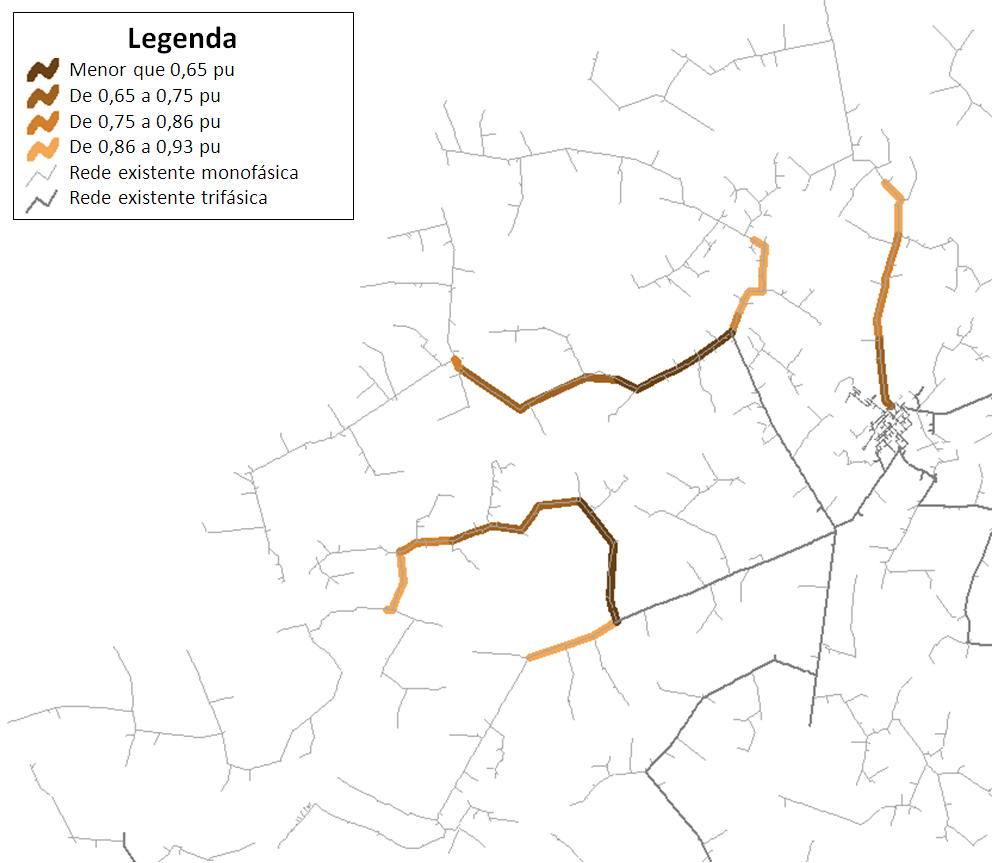 Legenda
Menor que 0,65 pu
De 0,65 a 0,75 pu
De 0,75 a 0,86 pu
De 0,86 a 0,93 pu
Rede existente monofásica
Rede existente trifásica